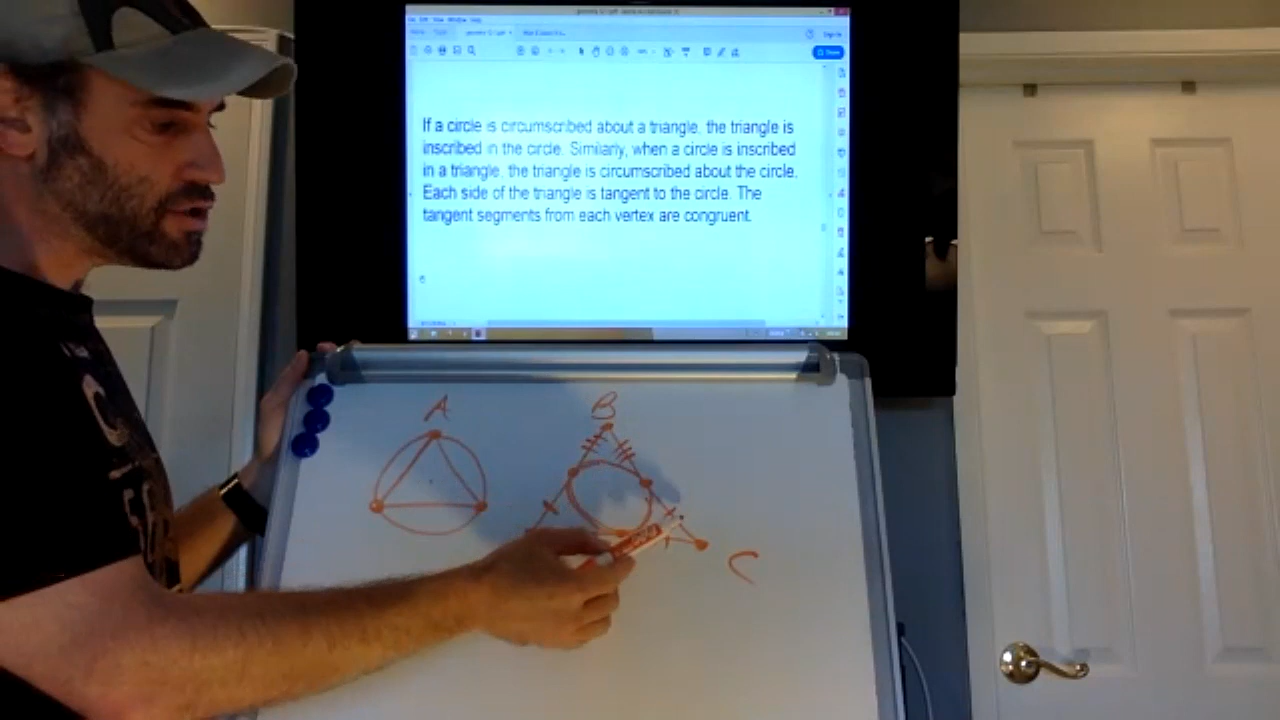 Sign In
If a circle is circumscribed about a triangle, the triangle is
inscribed in the circle. Similarly, when a circle is inscribed
in a triangle, the triangle is circumscribed about the circle.
Each side of the triangle is tangent to the circle. The
tangent segments from each vertex are congruent.
A
B
C